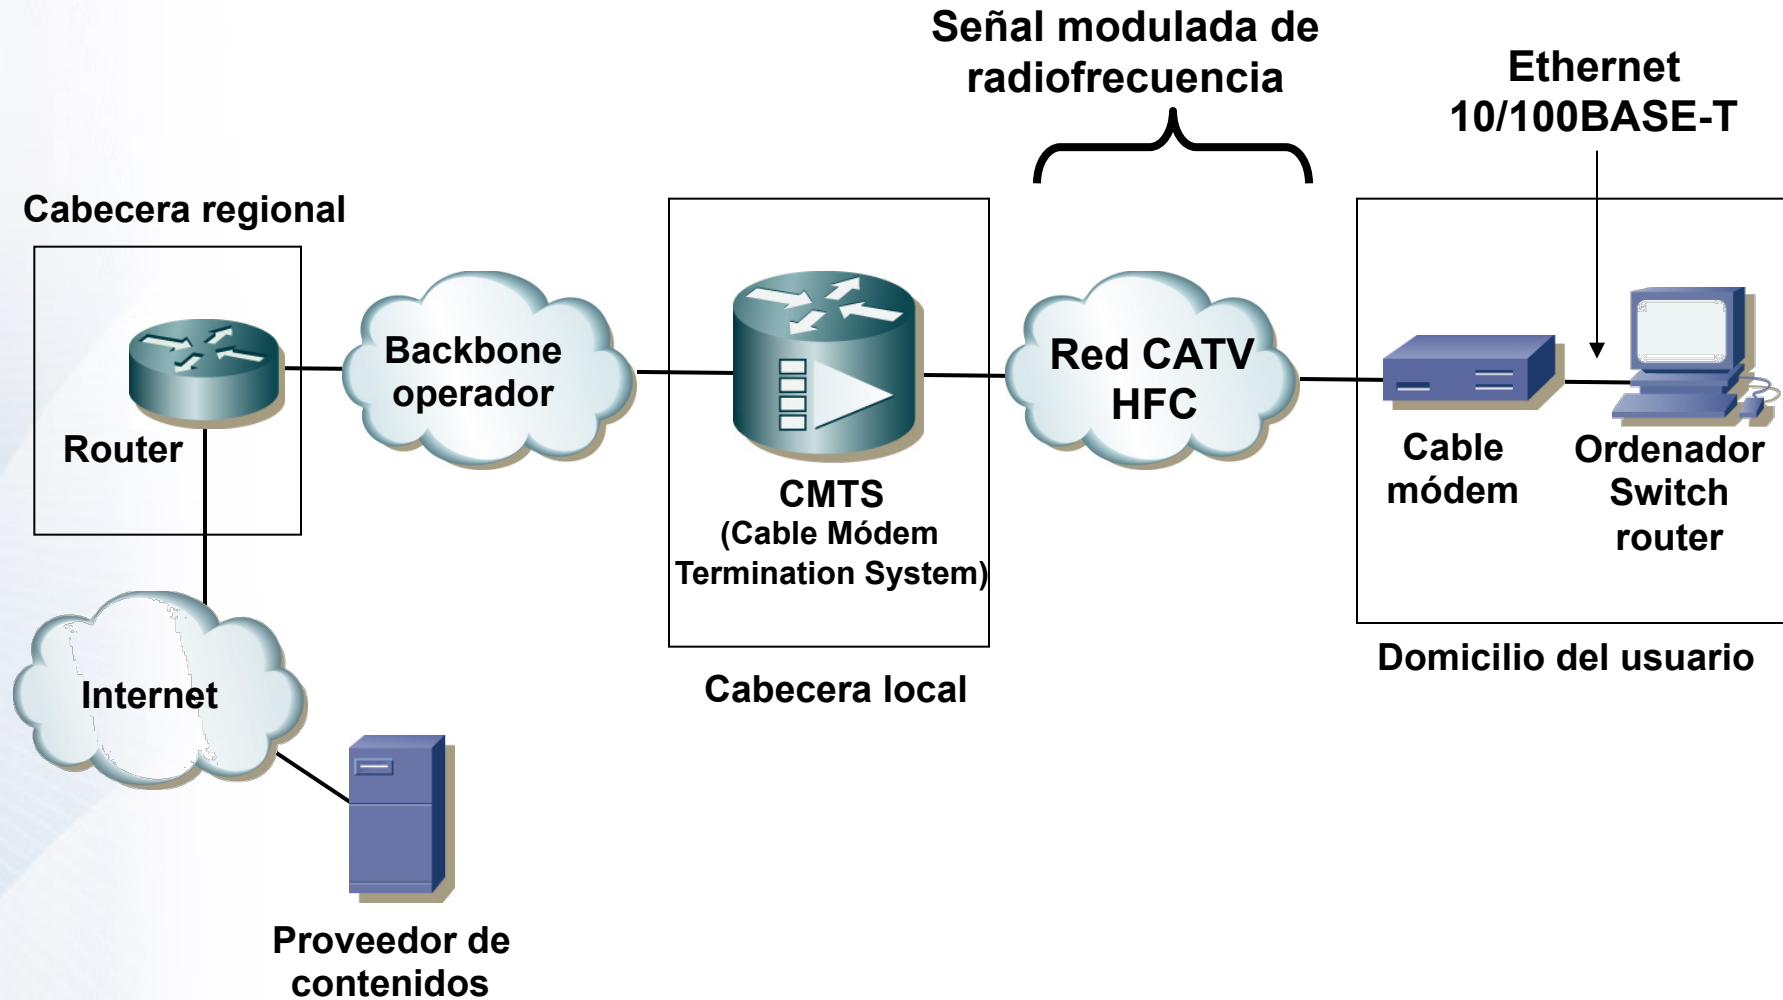 Señal modulada de
radiofrecuencia
Ethernet
10/100BASE-T
Cabecera regional
Router
Backbone
operador
CMTS
(Cable Módem
Termination System)
Cabecera local
Red CATV
HFC
Cable
módem
Ordenador
Switch
router
Domicilio del usuario
Internet
Proveedor de
contenidos